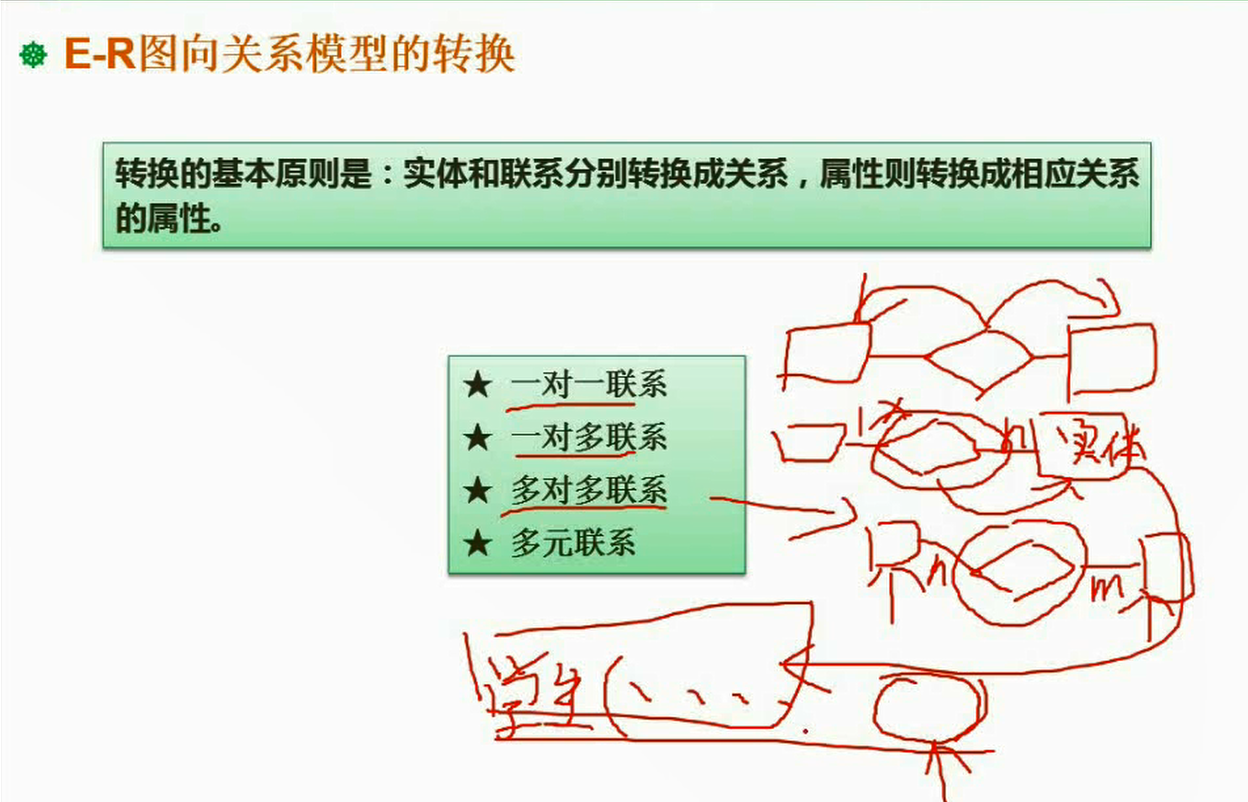 E-R图向关系模型的转换
转换的基本原则是：实体和联系分别转换成关系，属性则转换成相应关系
的属性。
★ 一对一联系
★ 一对多联系
★ 多对多联系
★ 多元联系
1 n 实体
n m
学生(、、、、